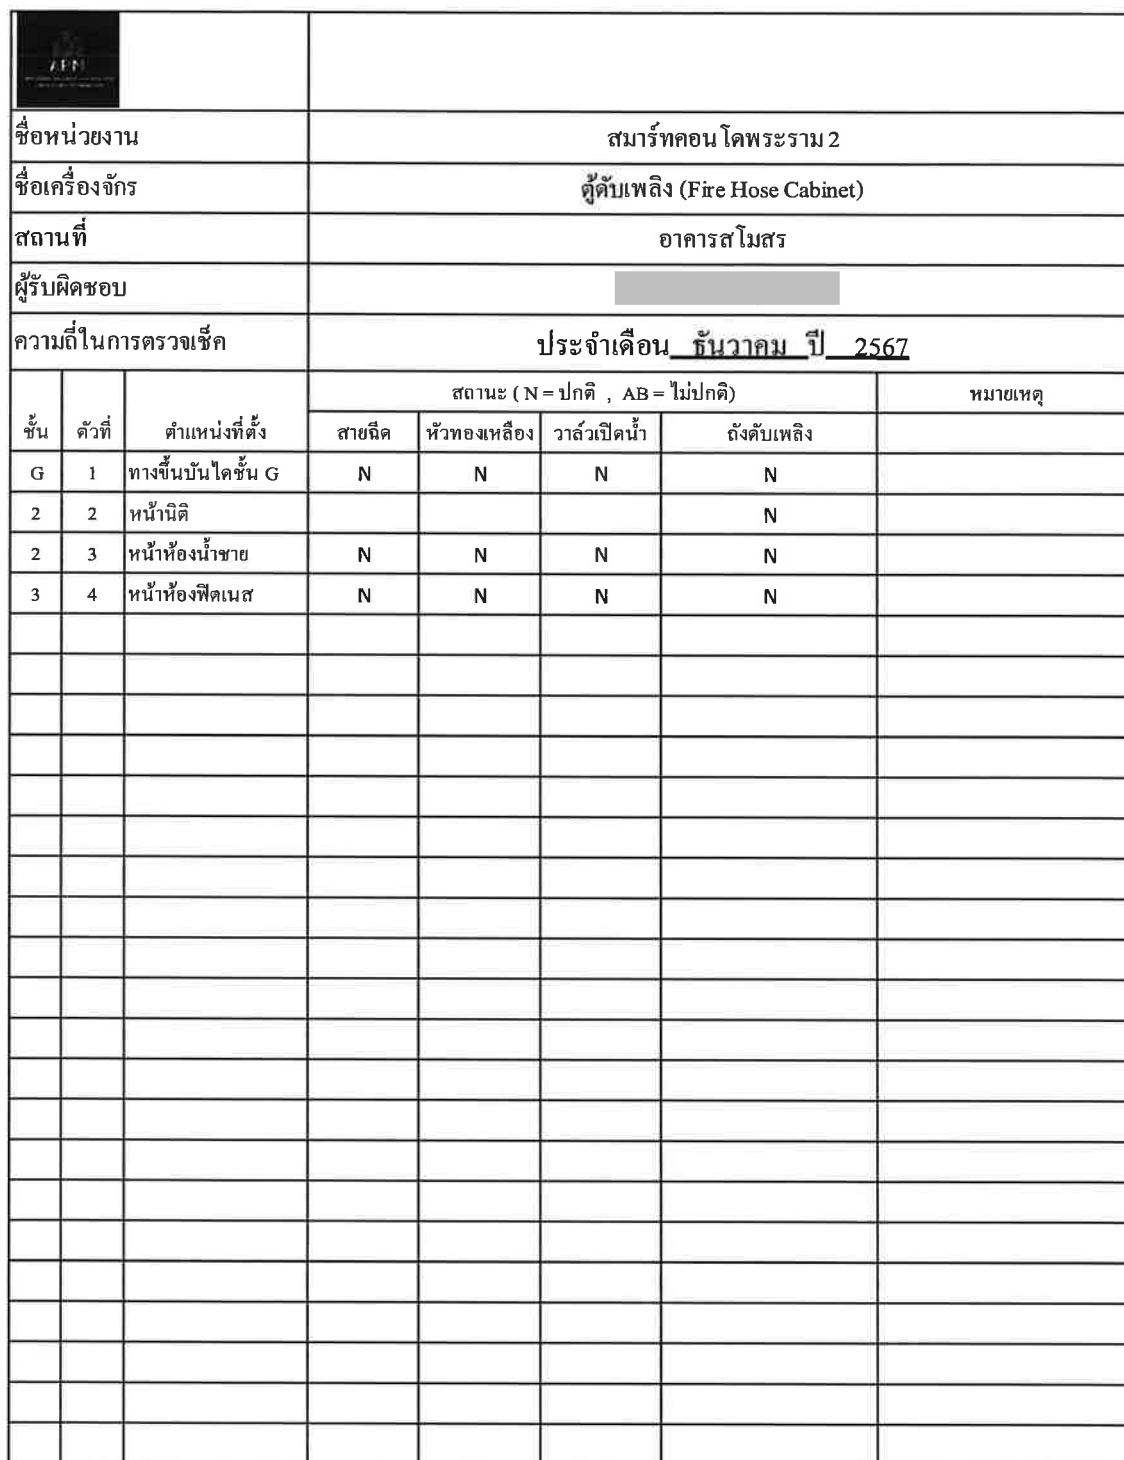 APM
ชื่อหน่วยงาน สมาร์ทคอนโดพระราม 2
ชื่อเครื่องจักร ตู้ดับเพลิง (Fire Hose Cabinet)
สถานที่ อาคารสโมสร
ผู้รับผิดชอบ
ความถี่ในการตรวจเช็ค ประจำเดือน ธันวาคม ปี 2567
สถานะ ( N = ปกติ , AB = ไม่ปกติ) หมายเหตุ
ชั้น ตัวที่ ตำแหน่งที่ตั้ง สายฉีด หัวทองเหลือง วาล์วเปิดน้ำ ถังดับเพลิง
G 1 ทางขึ้นบันไดชั้น G N N N N
2 2 หน้านิติ N
2 3 หน้าห้องน้ำชาย N N N N
3 4 หน้าห้องฟิตเนส N N N N